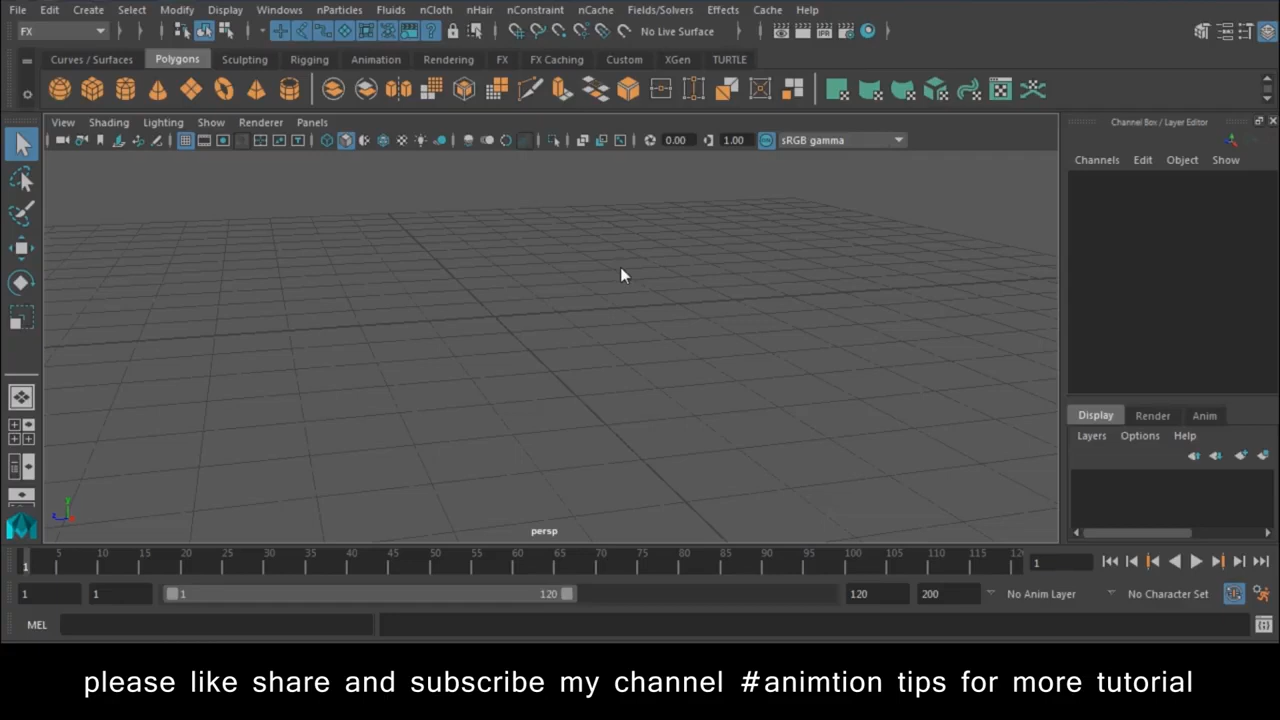 File Edit Create Select Modify Display Windows nParticles Fluids nCloth nHair nConstraint nCache Fields/Solvers Effects Cache Help
FX No Live Surface
Curves / Surfaces Polygons Sculpting Rigging Animation Rendering FX FX Caching Custom XGen TURTLE
View Shading Lighting Show Renderer Panels
0.00 1.00 sRGB gamma
Channel Box / Layer Editor
Channels Edit Object Show
Display Render Anim
Layers Options Help
persp
5 10 15 20 25 30 35 40 45 50 55 60 65 70 75 80 85 90 95 100 105 110 115 12
1 1
1 1 1 120 120 200 No Anim Layer No Character Set
MEL
please like share and subscribe my channel #animtion tips for more tutorial